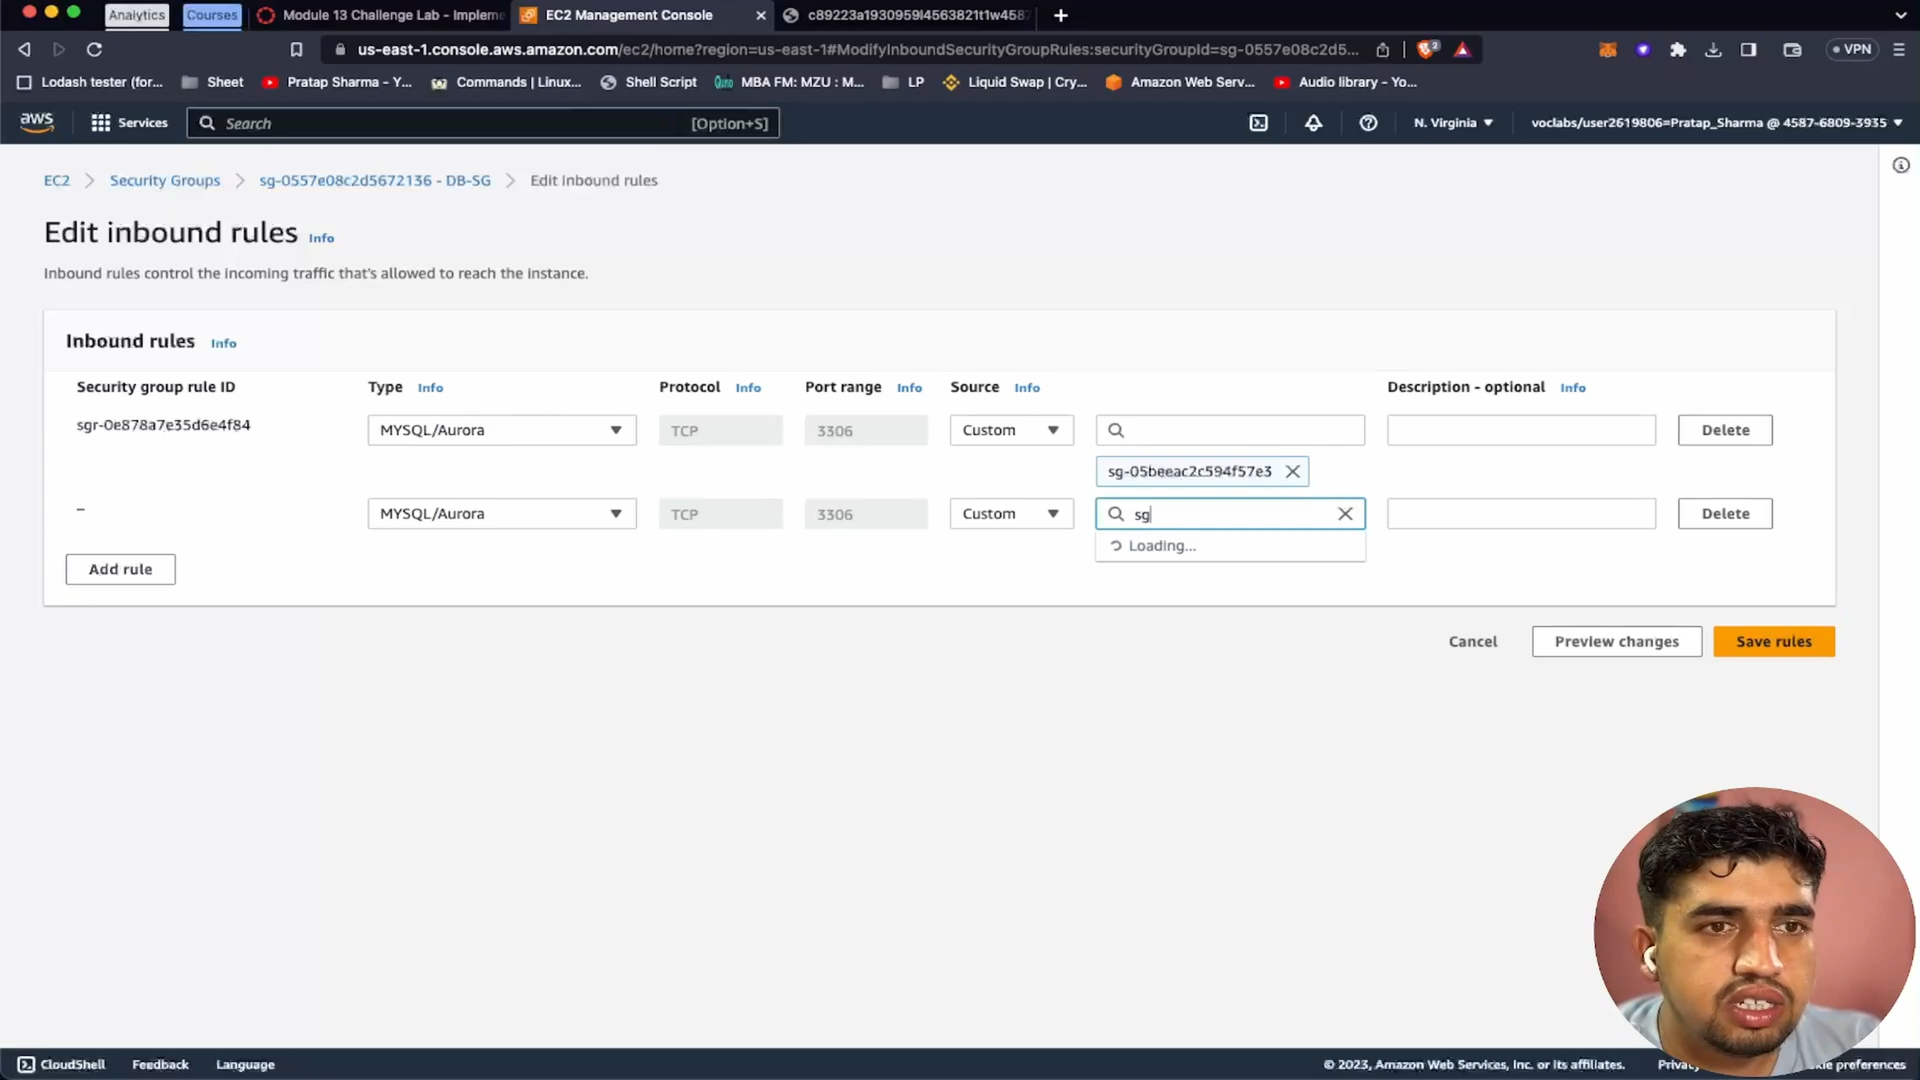 Analytics
Courses
Module 13 Challenge Lab - Impleme
EC2 Management Console
c89223a1930959l4563821t1w458
us-east-1.console.aws.amazon.com/ec2/home?region=us-east-1#ModifyInboundSecurityGroupRules:securityGroupId=sg-0557e08c2d5...
2
VPN
Lodash tester (for...
Sheet
Pratap Sharma - Y...
Commands | Linux...
Shell Script
MBA FM: MZU : M...
LP
Liquid Swap | Cry...
Amazon Web Serv...
Audio library - Yo...
aws
Services
Search
[Option+S]
N. Virginia
voclabs/user2619806=Pratap_Sharma @ 4587-6809-3935
EC2
Security Groups
sg-0557e08c2d5672136 - DB-SG
Edit inbound rules
Edit inbound rules
Info
Inbound rules control the incoming traffic that's allowed to reach the instance.
Inbound rules
Info
Security group rule ID
Type
Info
Protocol
Info
Port range
Info
Source
Info
Description - optional
Info
sgr-0e878a7e35d6e4f84
MYSQL/Aurora
TCP
3306
Custom
Delete
sg-05beeac2c594f57e3
–
MYSQL/Aurora
TCP
3306
Custom
sg
Delete
Loading...
Add rule
Cancel
Preview changes
Save rules
CloudShell
Feedback
Language
© 2023, Amazon Web Services, Inc. or its affiliates.
preferences